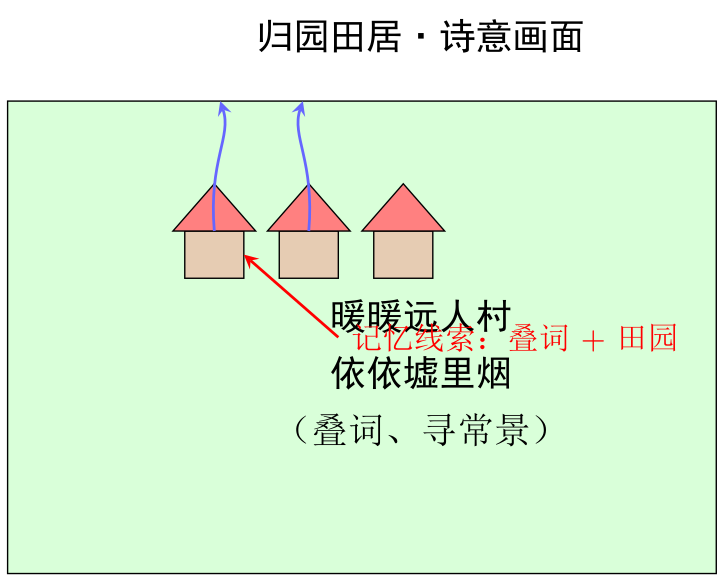 归园田居·诗意画面
暖暖远人村
记忆线索：叠词 + 田园
依依墟里烟
（叠词、寻常景）